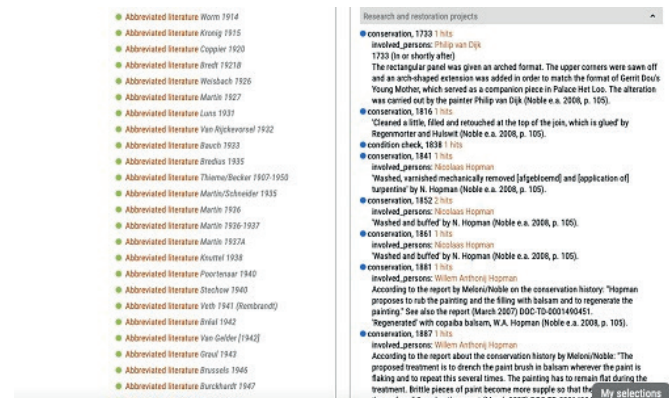 Abbreviated literature Worm 1914
Abbreviated literature Kronig 1915
Abbreviated literature Coppier 1920
Abbreviated literature Bredt 1921B
Abbreviated literature Weisbach 1926
Abbreviated literature Martin 1927
Abbreviated literature Luns 1931
Abbreviated literature Van Rijckevorsel 1932
Abbreviated literature Bauch 1933
Abbreviated literature Bredius 1935
Abbreviated literature Thieme/Becker 1907-1950
Abbreviated literature Martin/Schneider 1935
Abbreviated literature Martin 1936
Abbreviated literature Martin 1936-1937
Abbreviated literature Martin 1937A
Abbreviated literature Knuttel 1938
Abbreviated literature Poortenaar 1940
Abbreviated literature Stechow 1940
Abbreviated literature Veth 1941 (Rembrandt)
Abbreviated literature Bréal 1942
Abbreviated literature Van Gelder [1942]
Abbreviated literature Graul 1943
Abbreviated literature Brussels 1946
Abbreviated literature Burckhardt 1947
Research and restoration projects
conservation, 1733 1 hits
involved_persons: Philip van Dijk
1733 (in or shortly after)
The rectangular panel was given an arched format. The upper corners were sawn off
and an arch-shaped extension was added in order to match the format of Gerrit Dou's
Young Mother, which served as a companion piece in Palace Het Loo. The alteration
was carried out by the painter Philip van Dijk (Noble e.a. 2008, p. 105).
conservation, 1816 1 hits
'Cleaned a little, filled and retouched at the top of the join, which is glued' by
Regenmorter and Hulswit (Noble e.a. 2008, p. 105).
condition check, 1838 1 hits
conservation, 1841 1 hits
involved_persons: Nicolaas Hopman
'Washed, varnished mechanically removed [afgebloemd] and [application of]
turpentine' by N. Hopman (Noble e.a. 2008, p. 105).
conservation, 1852 2 hits
involved_persons: Nicolaas Hopman
'Washed and buffed' by N. Hopman (Noble e.a. 2008, p. 105).
conservation, 1861 1 hits
involved_persons: Nicolaas Hopman
'Washed and buffed' by N. Hopman (Noble e.a. 2008, p. 105).
conservation, 1881 1 hits
involved_persons: Willem Anthonij Hopman
According to the report by Meloni/Noble on the conservation history: "Hopman
proposes to rub the painting and the filling with balsam and to regenerate the
painting." See also the report (March 2007) DOC-TD-0001490451.
'Regenerated' with copaiba balsam, W.A. Hopman (Noble e.a. 2008, p. 105).
conservation, 1887 1 hits
involved_persons: Willem Anthonij Hopman
According to the report about the conservation history by Meloni/Noble: "The
proposed treatment is to drench the paint brush in balsam wherever the paint is
flaking and to repeat this several times. The painting has to remain flat during the
treatment. Brittle pieces of paint become more supple so that the
My selections